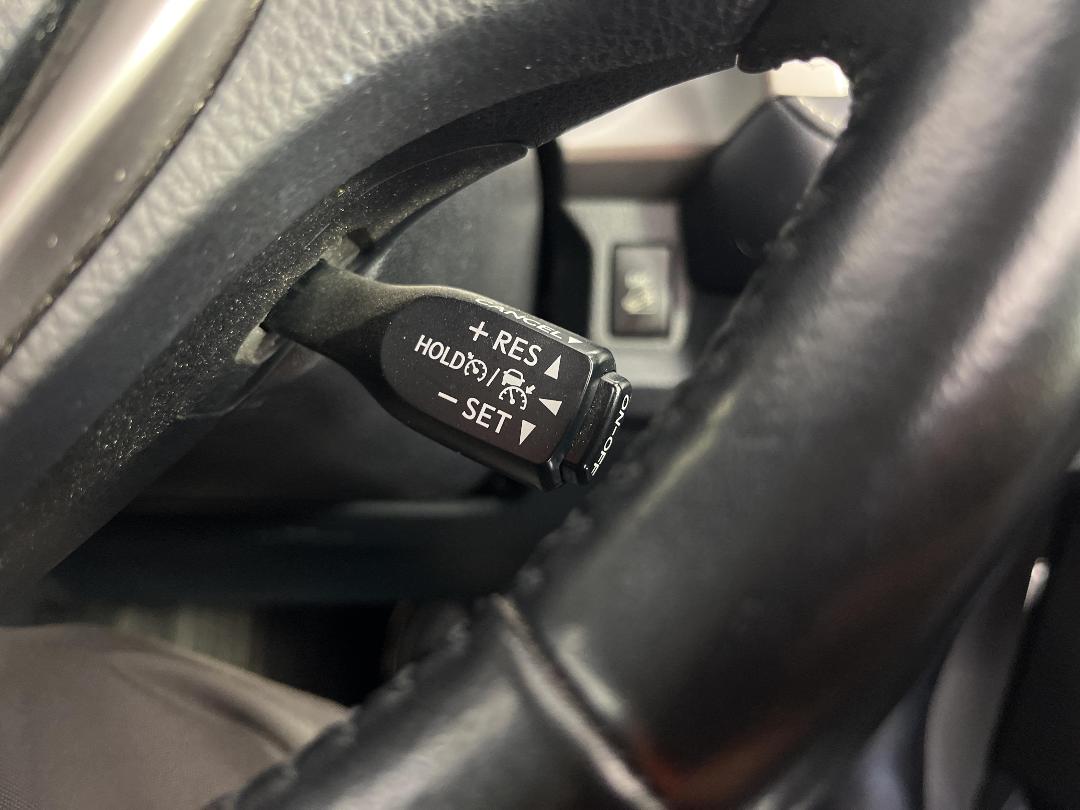 CANCEL ▼
+ RES ▲
HOLD / ◀
− SET ▼
ON-OFF